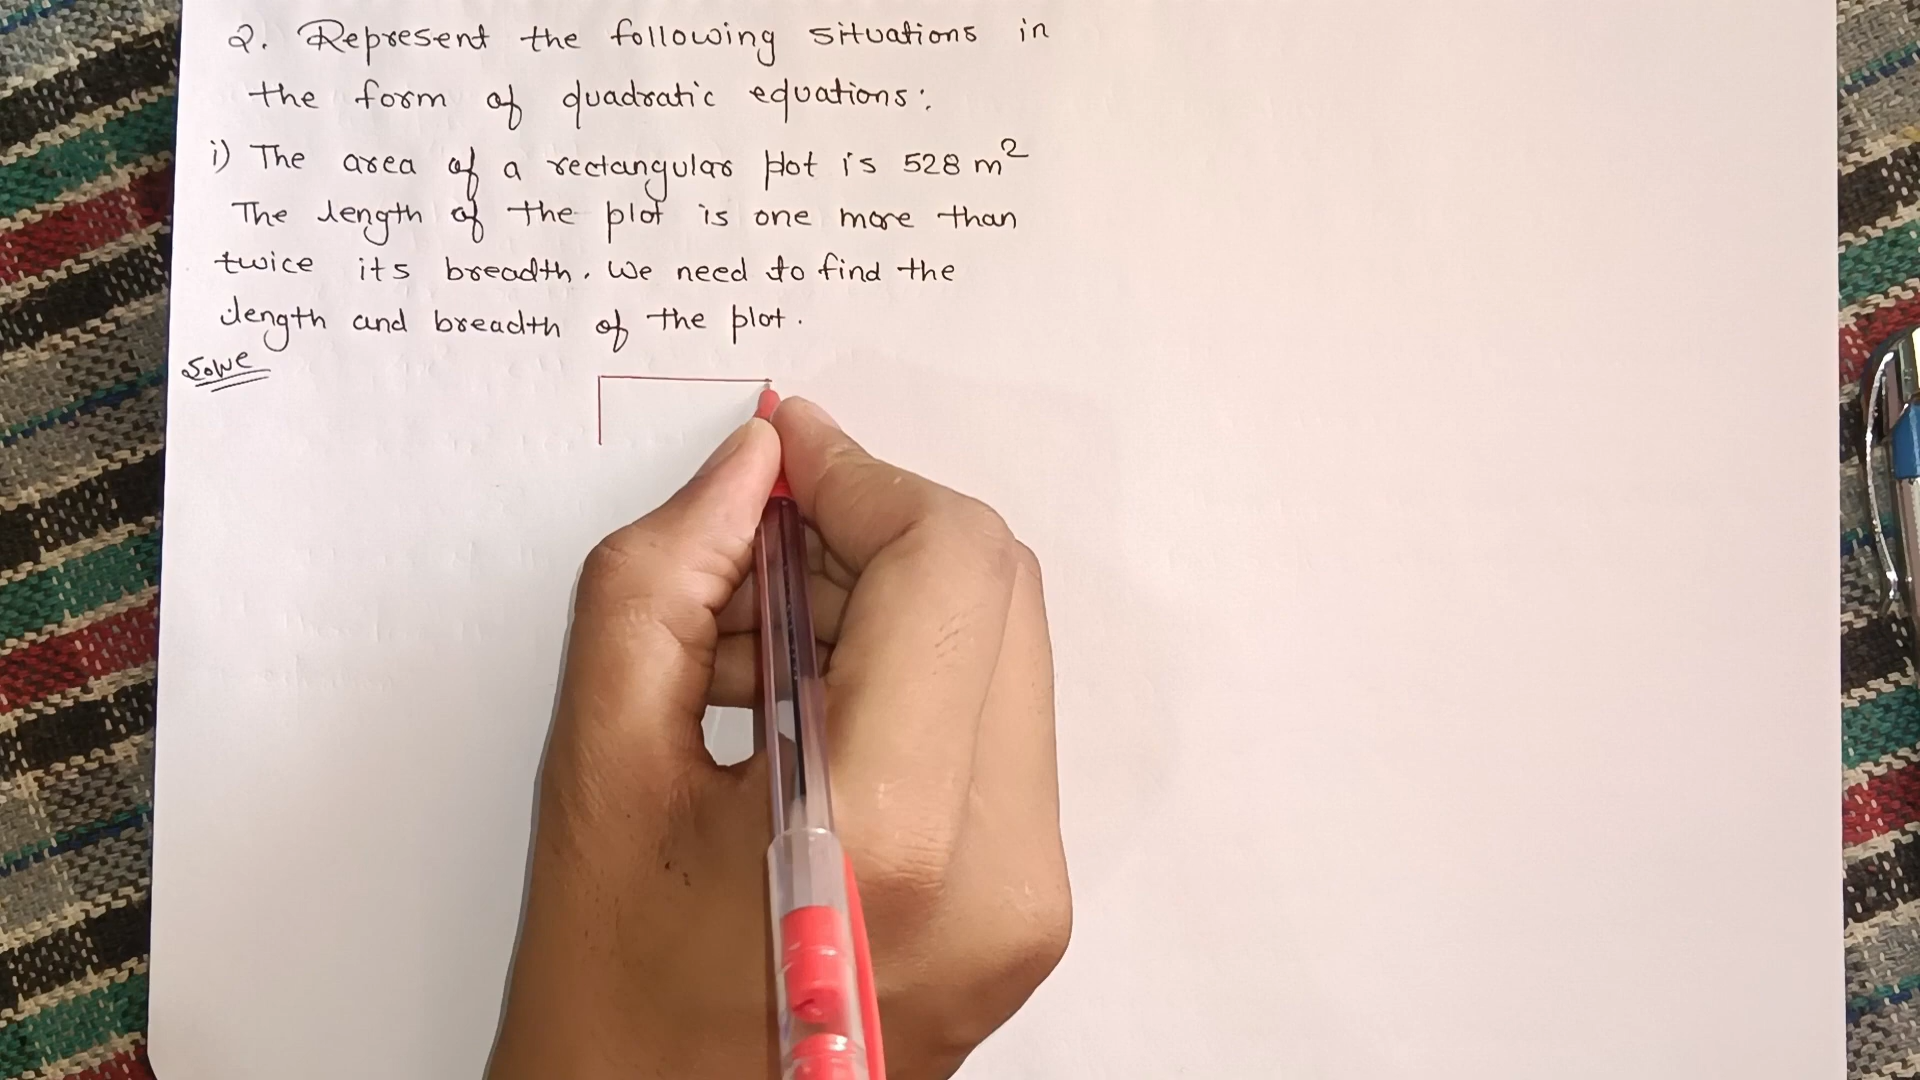 2. Represent the following situations in
the form of quadratic equations:
i) The area of a rectangular plot is 528 m²
The length of the plot is one more than
twice its breadth. We need to find the
length and breadth of the plot.
Solve